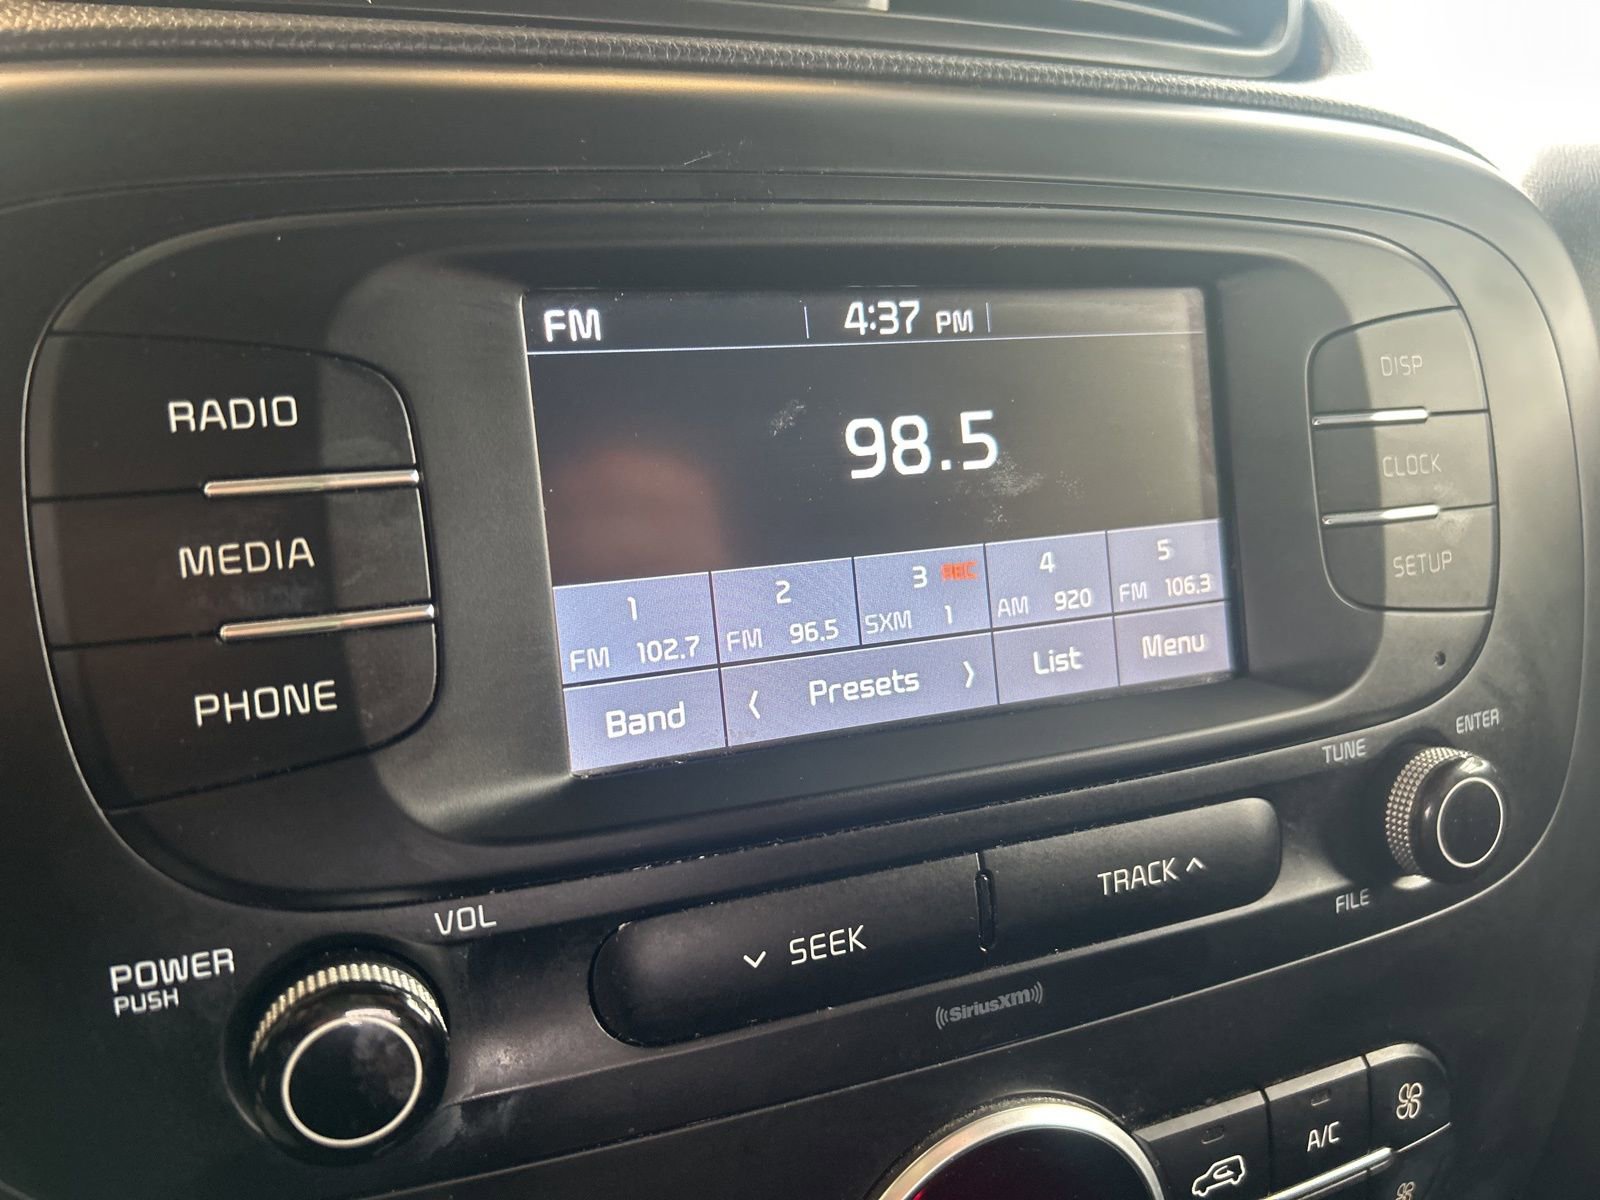 FM 4:37 PM
98.5
1 2 3 REC 4 5
FM 102.7 FM 96.5 SXM 1 AM 920 FM 106.3
Band < Presets > List Menu
RADIO
MEDIA
PHONE
DISP
CLOCK
SETUP
TUNE ENTER
FILE
VOL
POWER
PUSH
SEEK
TRACK
SiriusXM
A/C